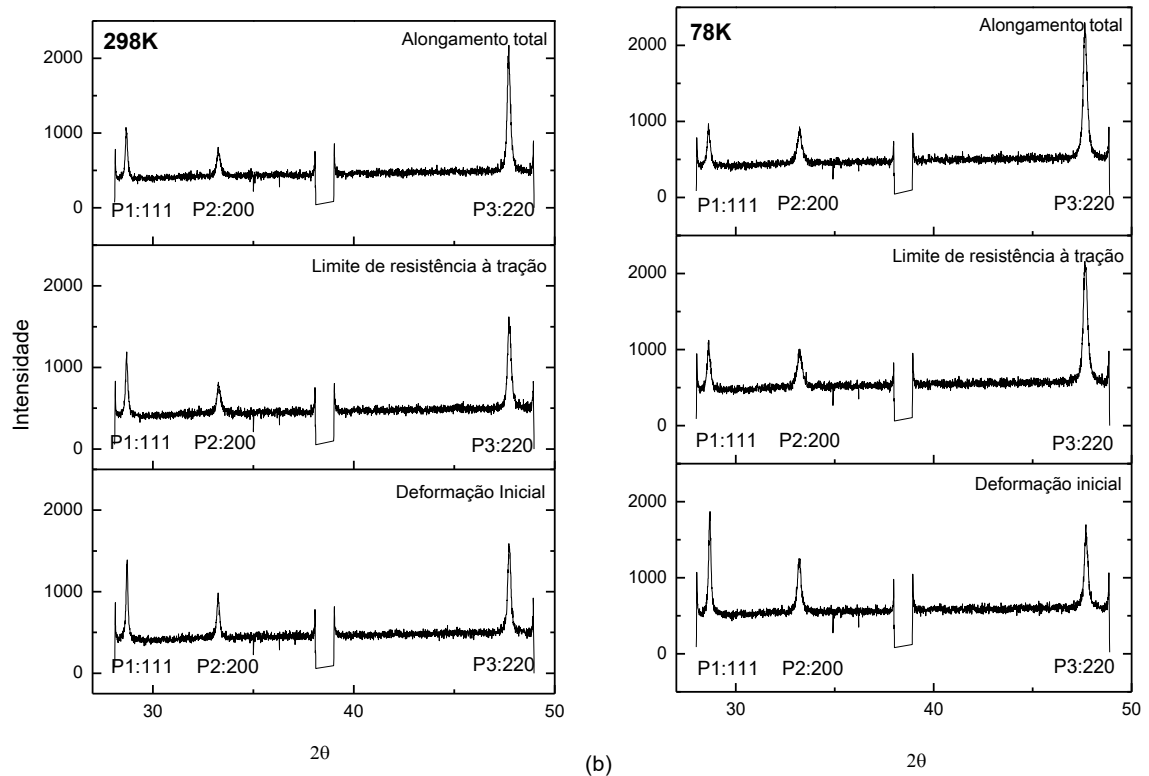 298K
Alongamento total
2000
1000
0
P1:111 P2:200 P3:220
Limite de resistência à tração
2000
1000
0
P1:111 P2:200 P3:220
Deformação Inicial
2000
1000
0
P1:111 P2:200 P3:220
30 40 50
2θ
Intensidade
78K
Alongamento total
2000
1000
0
P1:111 P2:200 P3:220
Limite de resistência à tração
2000
1000
0
P1:111 P2:200 P3:220
Deformação inicial
2000
1000
0
P1:111 P2:200 P3:220
30 40 50
2θ
(b)